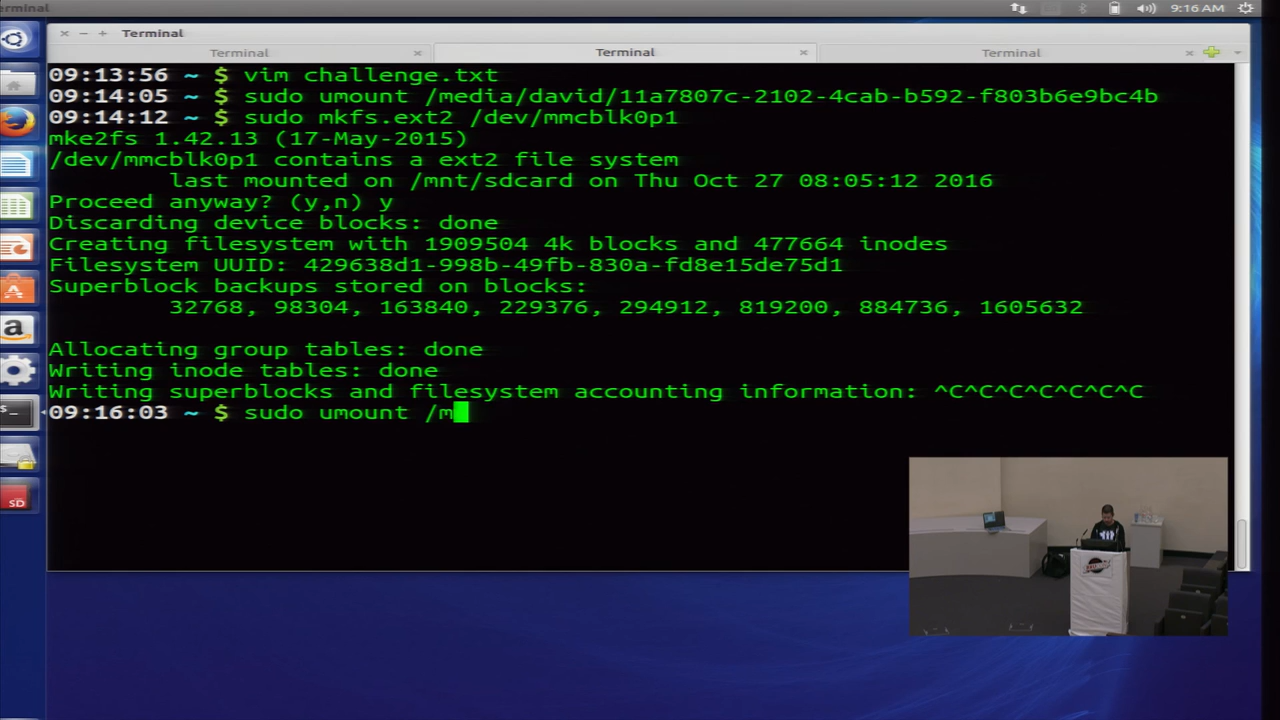 erminal
9:16 AM
Terminal
Terminal
Terminal
Terminal
09:13:56 ~ $ vim challenge.txt
09:14:05 ~ $ sudo umount /media/david/11a7807c-2102-4cab-b592-f803b6e9bc4b
09:14:12 ~ $ sudo mkfs.ext2 /dev/mmcblk0p1
mke2fs 1.42.13 (17-May-2015)
/dev/mmcblk0p1 contains a ext2 file system
last mounted on /mnt/sdcard on Thu Oct 27 08:05:12 2016
Proceed anyway? (y,n) y
Discarding device blocks: done
Creating filesystem with 1909504 4k blocks and 477664 inodes
Filesystem UUID: 429638d1-998b-49fb-830a-fd8e15de75d1
Superblock backups stored on blocks:
32768, 98304, 163840, 229376, 294912, 819200, 884736, 1605632
Allocating group tables: done
Writing inode tables: done
Writing superblocks and filesystem accounting information: ^C^C^C^C^C^C^C
09:16:03 ~ $ sudo umount /m
SD